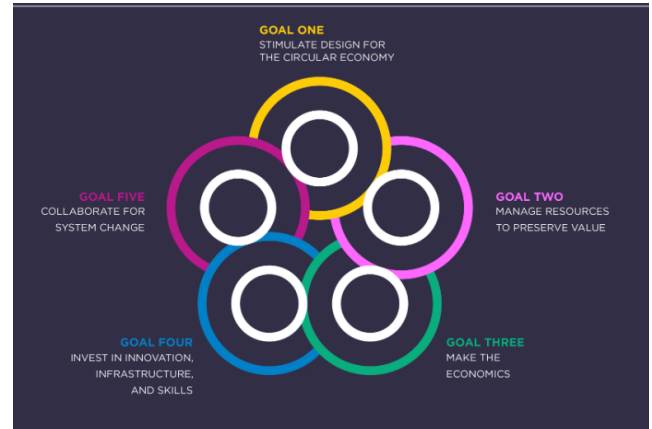 GOAL ONE
STIMULATE DESIGN FOR
THE CIRCULAR ECONOMY
GOAL TWO
MANAGE RESOURCES
TO PRESERVE VALUE
GOAL THREE
MAKE THE
ECONOMICS
GOAL FOUR
INVEST IN INNOVATION,
INFRASTRUCTURE,
AND SKILLS
GOAL FIVE
COLLABORATE FOR
SYSTEM CHANGE